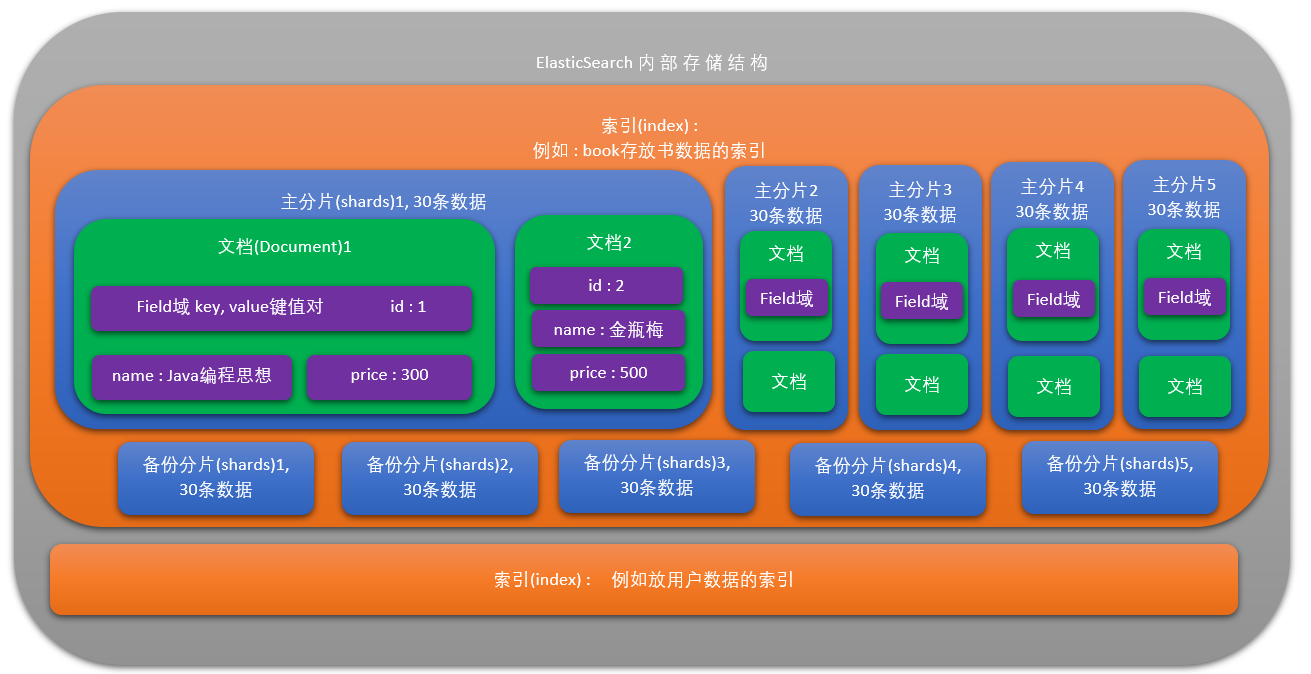 ElasticSearch 内 部 存 储 结 构
索引(index) :
例如 : book存放书数据的索引
主分片(shards)1, 30条数据
文档(Document)1
Field域 key, value键值对 id : 1
name : Java编程思想 price : 300
文档2
id : 2
name : 金瓶梅
price : 500
主分片2
30条数据
文档
Field域
文档
主分片3
30条数据
文档
Field域
文档
主分片4
30条数据
文档
Field域
文档
主分片5
30条数据
文档
Field域
文档
备份分片(shards)1,
30条数据
备份分片(shards)2,
30条数据
备份分片(shards)3,
30条数据
备份分片(shards)4,
30条数据
备份分片(shards)5,
30条数据
索引(index) : 例如放用户数据的索引